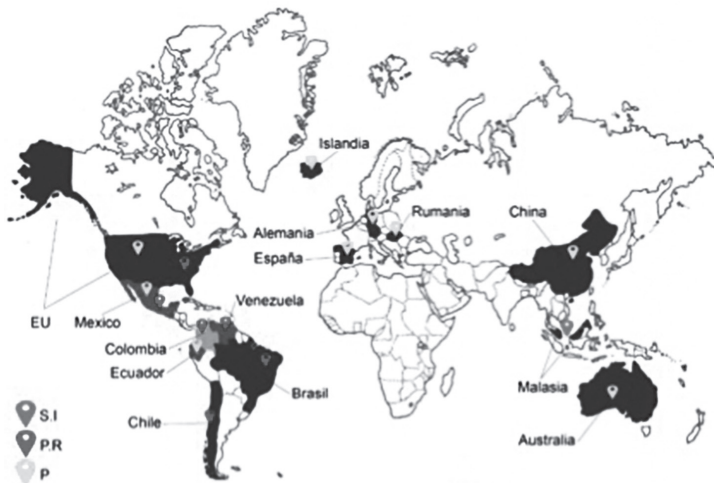 Islandia
Rumania
China
Alemania
España
Venezuela
EU
Mexico
Colombia
Ecuador
Malasia
Brasil
S.I
Chile
P.R
Australia
P